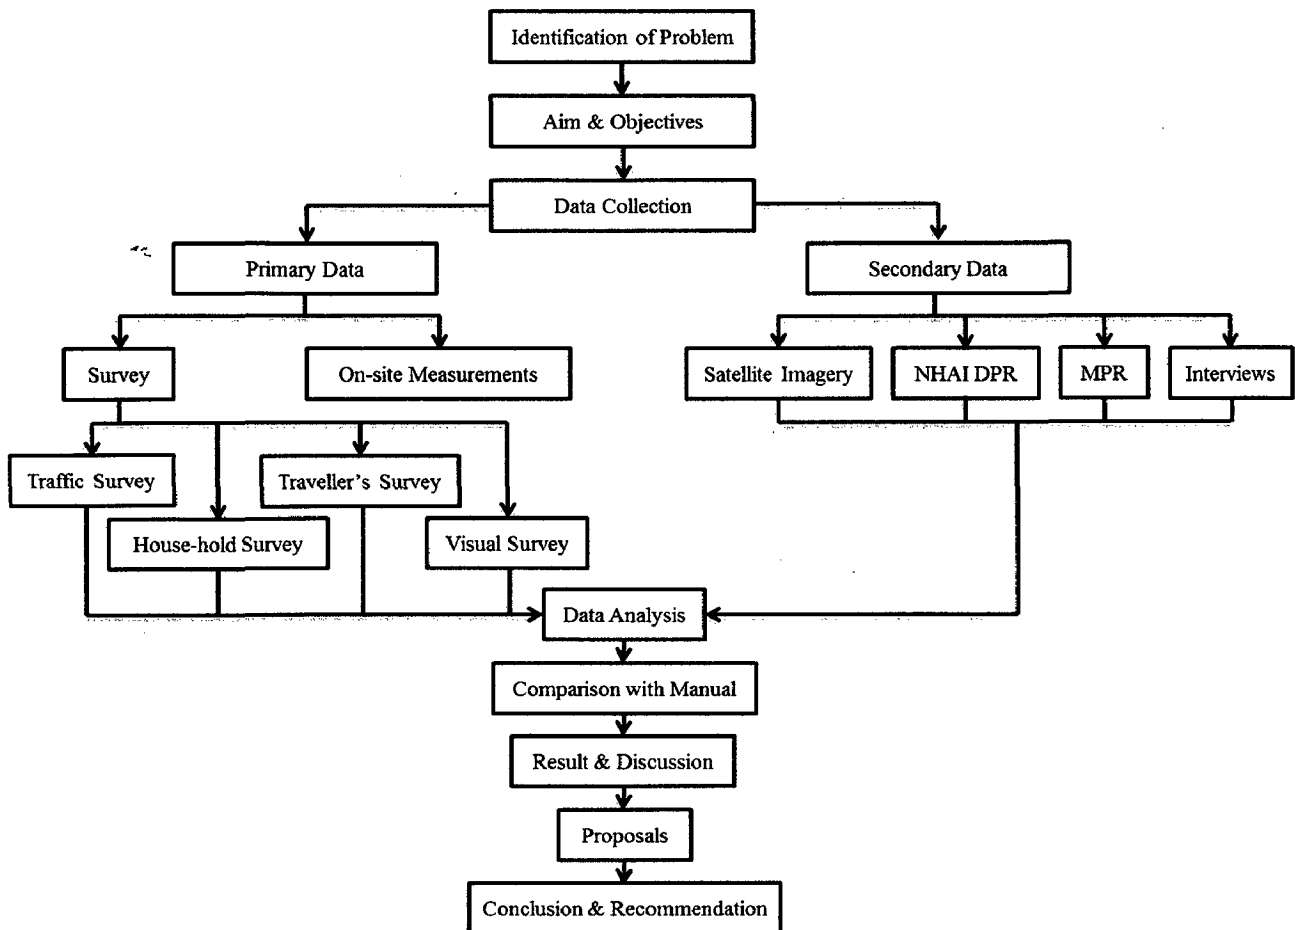 Identification of Problem
Aim & Objectives
Data Collection
Primary Data
Secondary Data
Survey
On-site Measurements
Satellite Imagery
NHAI DPR
MPR
Interviews
Traffic Survey
Traveller's Survey
House-hold Survey
Visual Survey
Data Analysis
Comparison with Manual
Result & Discussion
Proposals
Conclusion & Recommendation